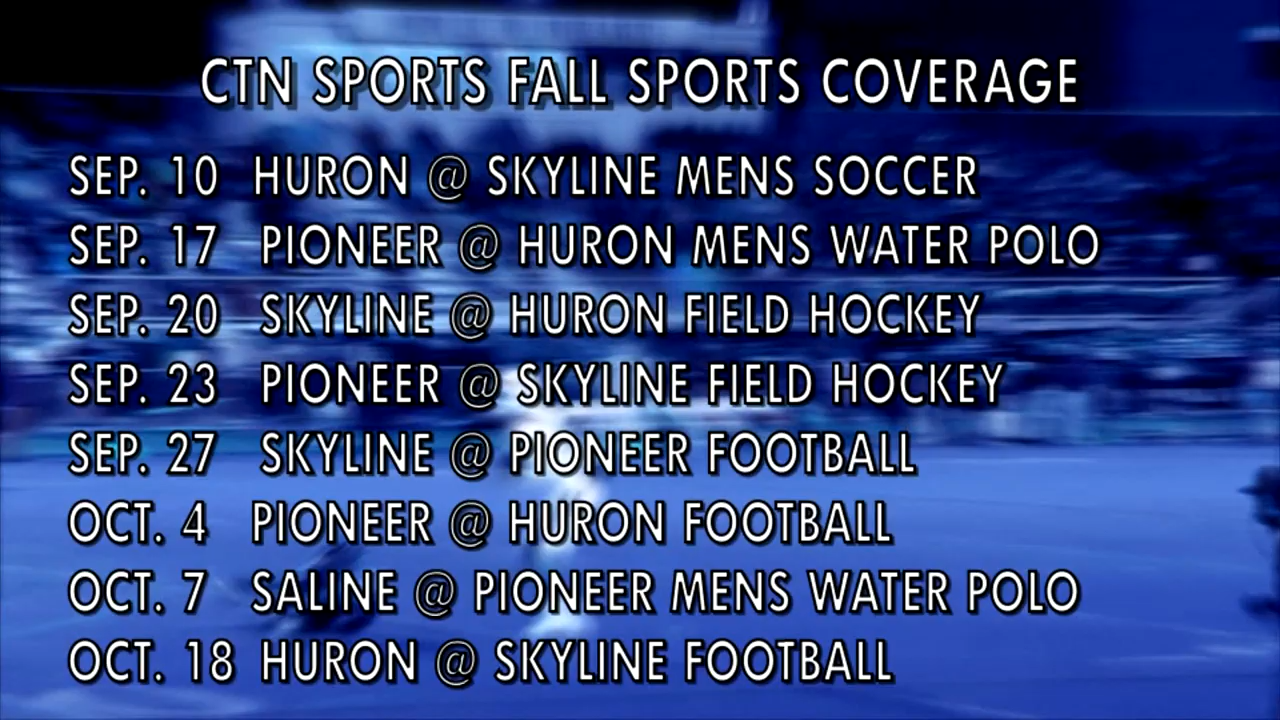 CTN SPORTS FALL SPORTS COVERAGE
SEP. 10 HURON @ SKYLINE MENS SOCCER
SEP. 17 PIONEER @ HURON MENS WATER POLO
SEP. 20 SKYLINE @ HURON FIELD HOCKEY
SEP. 23 PIONEER @ SKYLINE FIELD HOCKEY
SEP. 27 SKYLINE @ PIONEER FOOTBALL
OCT. 4 PIONEER @ HURON FOOTBALL
OCT. 7 SALINE @ PIONEER MENS WATER POLO
OCT. 18 HURON @ SKYLINE FOOTBALL